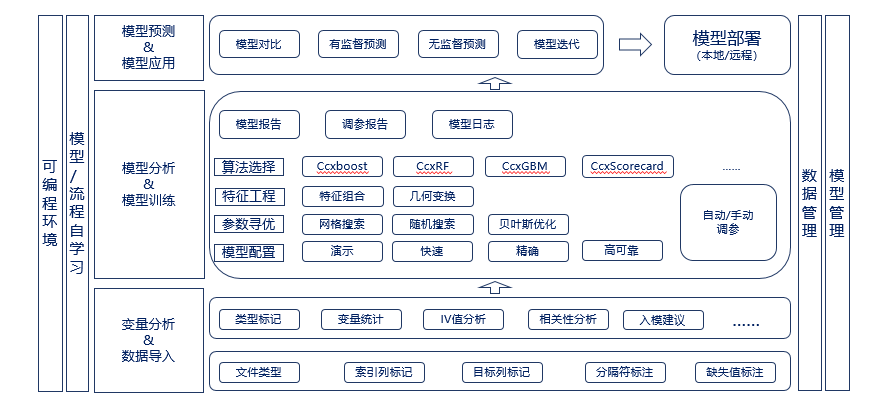 可编程环境
模型/流程自学习
模型预测
&
模型应用
模型对比
有监督预测
无监督预测
模型迭代
模型部署
(本地/远程)
模型分析
&
模型训练
模型报告
调参报告
模型日志
算法选择
Ccxboost
CcxRF
CcxGBM
CcxScorecard
......
特征工程
特征组合
几何变换
参数寻优
网格搜索
随机搜索
贝叶斯优化
模型配置
演示
快速
精确
高可靠
自动/手动
调参
变量分析
&
数据导入
类型标记
变量统计
IV值分析
相关性分析
入模建议
......
文件类型
索引列标记
目标列标记
分隔符标注
缺失值标注
数据管理
模型管理